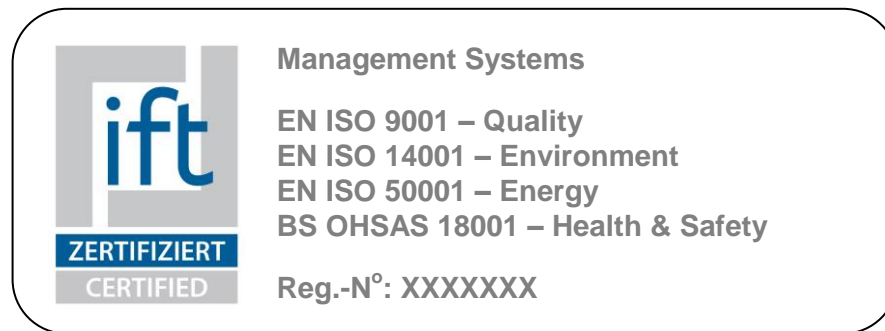 ift
ZERTIFIZIERT
CERTIFIED
Management Systems
EN ISO 9001 – Quality
EN ISO 14001 – Environment
EN ISO 50001 – Energy
BS OHSAS 18001 – Health & Safety
Reg.-Nº: XXXXXXX